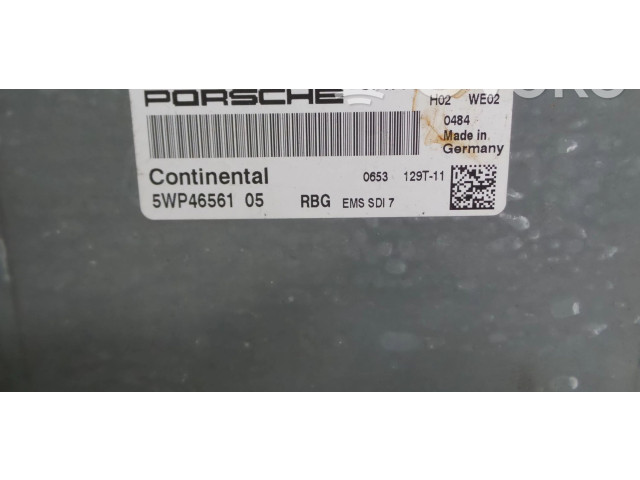 PORSCHE
H02 WE02
0484
Made in
Germany
Continental 0653 129T-11
5WP46561 05 RBG EMS SDI 7